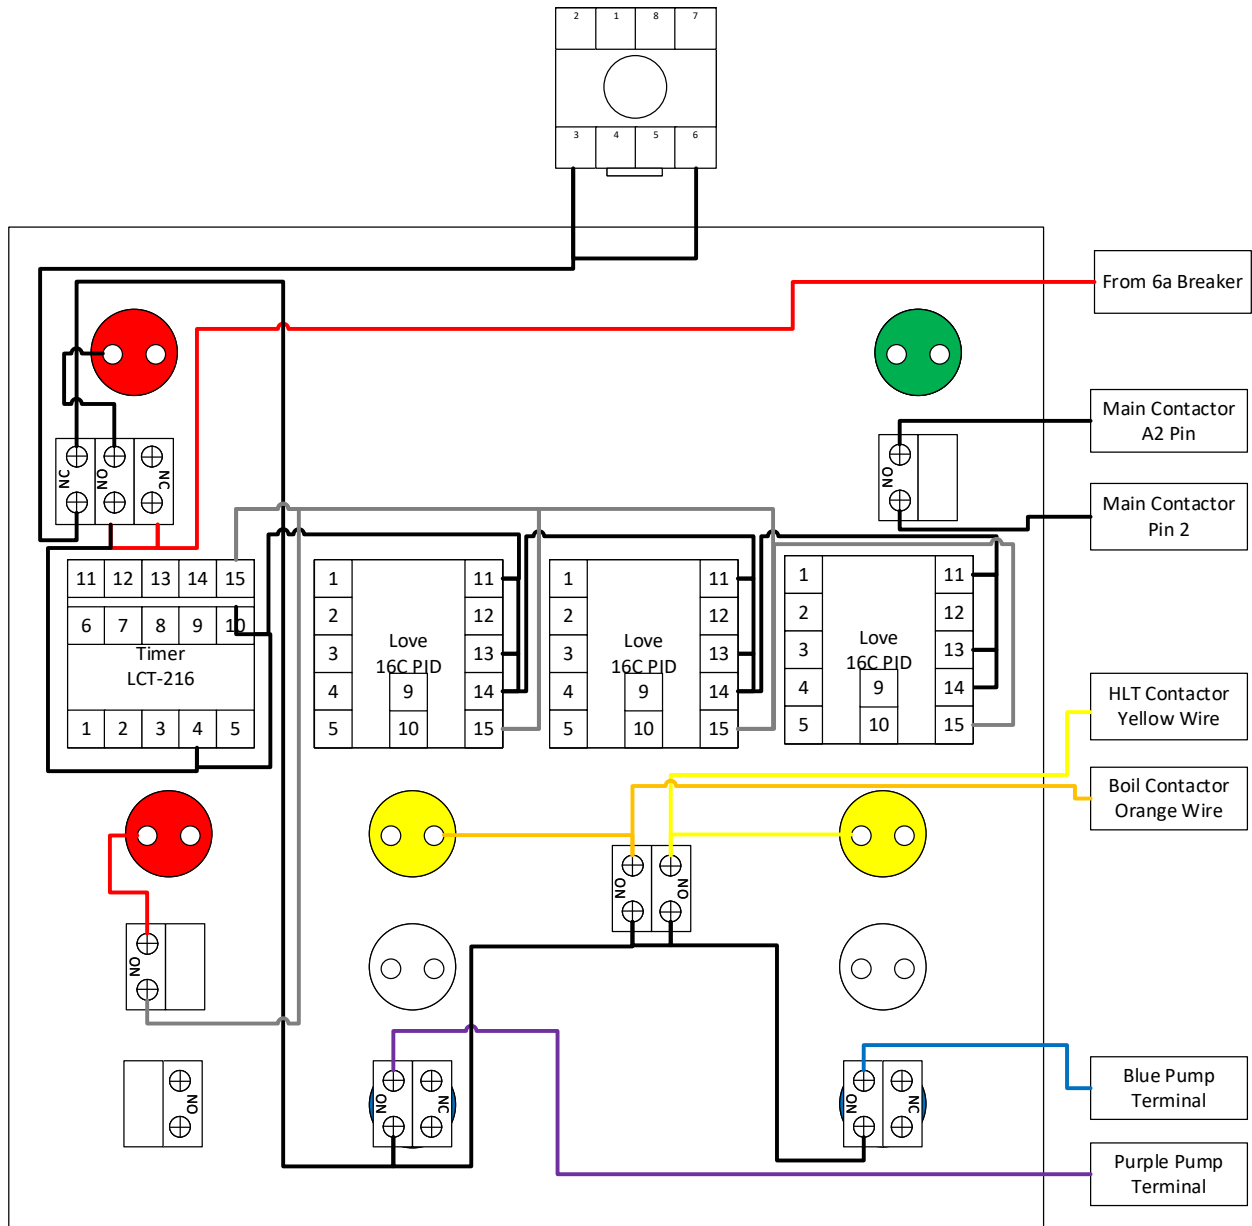 2 1 8 7
3 4 5 6
From 6a Breaker
Main Contactor
A2 Pin
NC NO NC
NO
Main Contactor
Pin 2
11 12 13 14 15
6 7 8 9 10
Timer
LCT-216
1 2 3 4 5
1 11
2 12
Love
3 13
16C PID
4 9 14
5 10 15
1 11
2 12
Love
3 13
16C PID
4 9 14
5 10 15
1 11
2 12
Love
3 13
16C PID
4 9 14
5 10 15
HLT Contactor
Yellow Wire
Boil Contactor
Orange Wire
NO NO
NO
NO
NO NC
NO NC
Blue Pump
Terminal
Purple Pump
Terminal